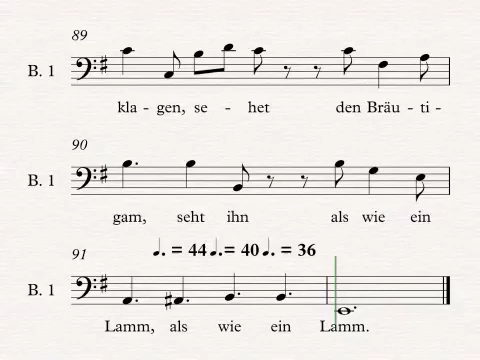 89
B. 1
kla - gen, se - het den Bräu - ti -
90
B. 1
gam, seht ihn als wie ein
91
♩. = 44 ♩. = 40 ♩. = 36
B. 1
Lamm, als wie ein Lamm.